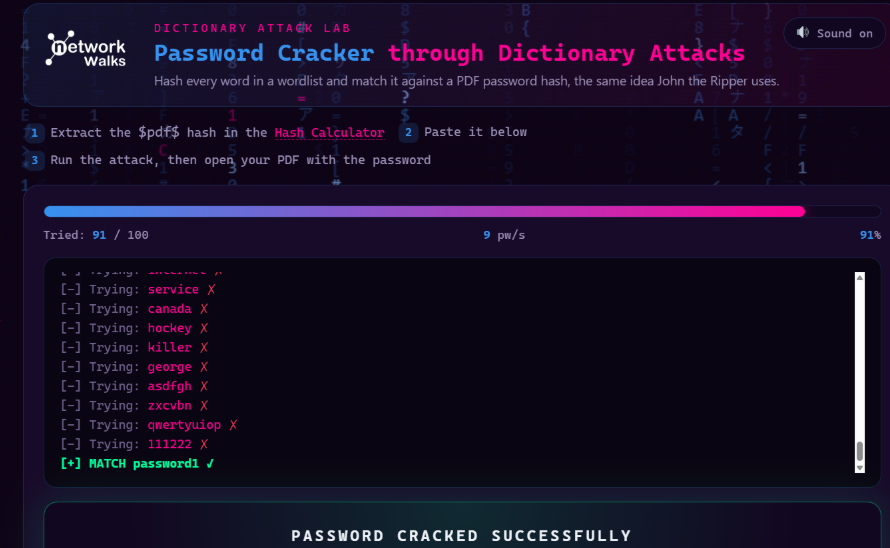 DICTIONARY ATTACK LAB
network
Walks
Password Cracker through Dictionary Attacks
Sound on
Hash every word in a wordlist and match it against a PDF password hash, the same idea John the Ripper uses.
1 Extract the $pdf$ hash in the Hash Calculator 2 Paste it below
3 Run the attack, then open your PDF with the password
Tried: 91 / 100 9 pw/s 91%
[-] Trying: internet ✗
[-] Trying: service ✗
[-] Trying: canada ✗
[-] Trying: hockey ✗
[-] Trying: killer ✗
[-] Trying: george ✗
[-] Trying: asdfgh ✗
[-] Trying: zxcvbn ✗
[-] Trying: qwertyuiop ✗
[-] Trying: 111222 ✗
[+] MATCH password1 ✓
PASSWORD CRACKED SUCCESSFULLY